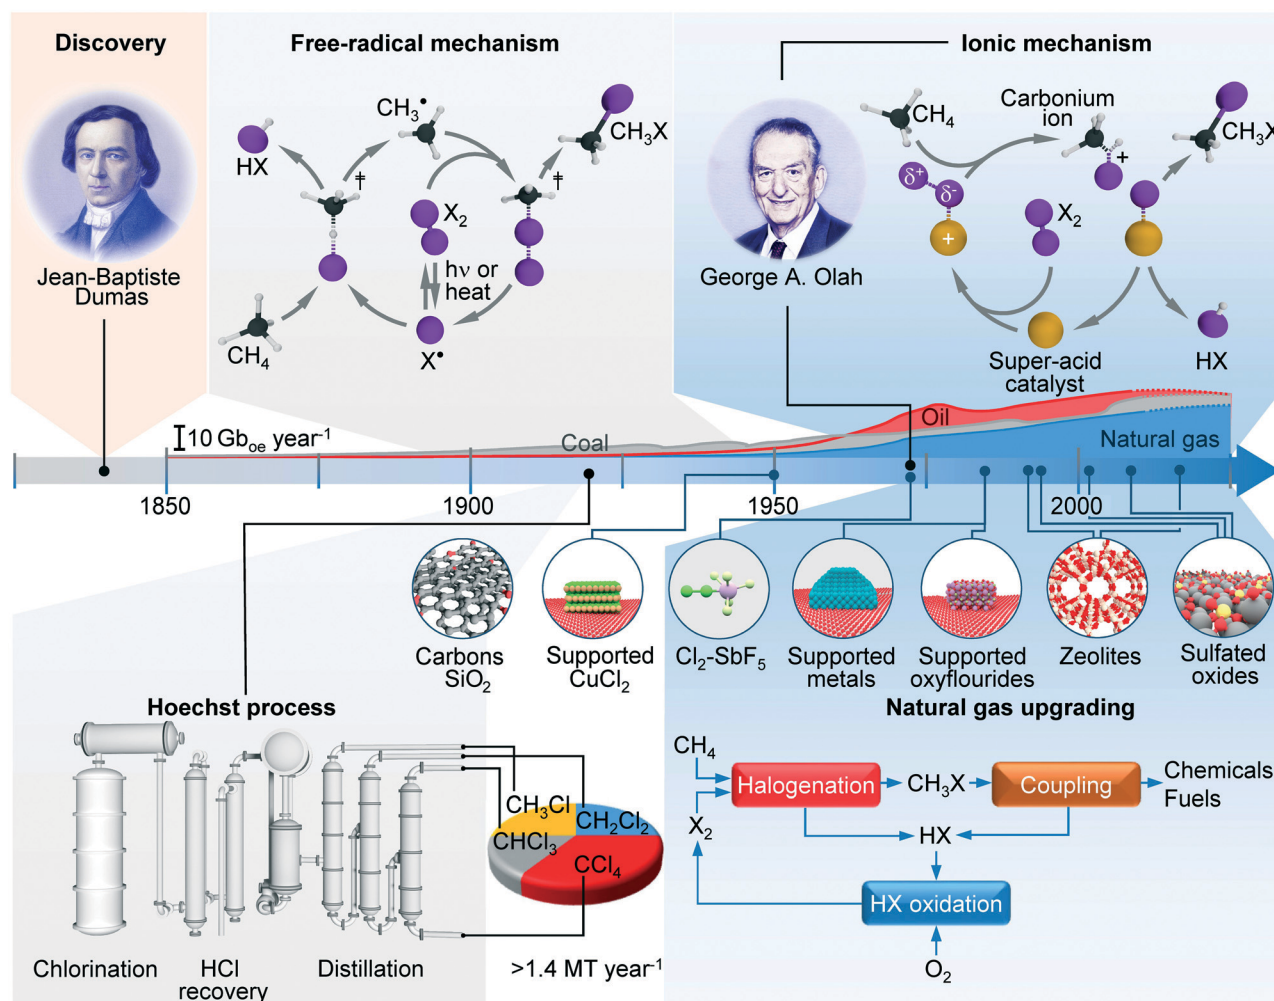 Discovery
Jean-Baptiste
Dumas
Free-radical mechanism
HX
CH₃•
CH₃X
‡
‡
X₂
hν or
heat
CH₄
X•
Ionic mechanism
George A. Olah
CH₄
Carbonium
ion
CH₃X
+
δ⁺
δ⁻
+
X₂
Super-acid
catalyst
HX
10 Gbₒₑ year⁻¹
Coal
Oil
Natural gas
1850
1900
1950
2000
Carbons
SiO₂
Supported
CuCl₂
Cl₂-SbF₅
Supported
metals
Supported
oxyflourides
Zeolites
Sulfated
oxides
Hoechst process
CH₃Cl
CH₂Cl₂
CHCl₃
CCl₄
Chlorination
HCl
recovery
Distillation
>1.4 MT year⁻¹
Natural gas upgrading
CH₄
Halogenation
CH₃X
Coupling
Chemicals
Fuels
X₂
HX
HX oxidation
O₂